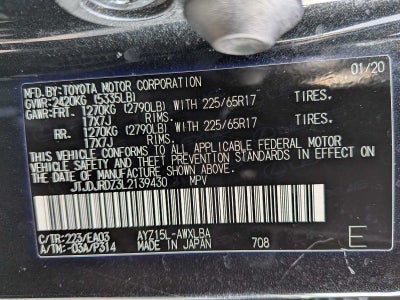 MFD.BY:TOYOTA MOTOR CORPORATION 01/20
GVWR:2420KG (5335LB)
GAWR:FRT. 1270KG (2790LB) WITH 225/65R17 TIRES.
17X7J RIMS.
RR. 1270KG (2790LB) WITH 225/65R17 TIRES.
17X7J RIMS.
THIS VEHICLE CONFORMS TO ALL APPLICABLE FEDERAL MOTOR
VEHICLE SAFETY AND THEFT PREVENTION STANDARDS IN EFFECT
ON THE DATE OF MANUFACTURE SHOWN ABOVE.
JTJDJRDZ3L2139430 MPV
C/TR:223/EA03 AYZ15L-AWXLBA
A/TM:-03A/P314 MADE IN JAPAN 708 E